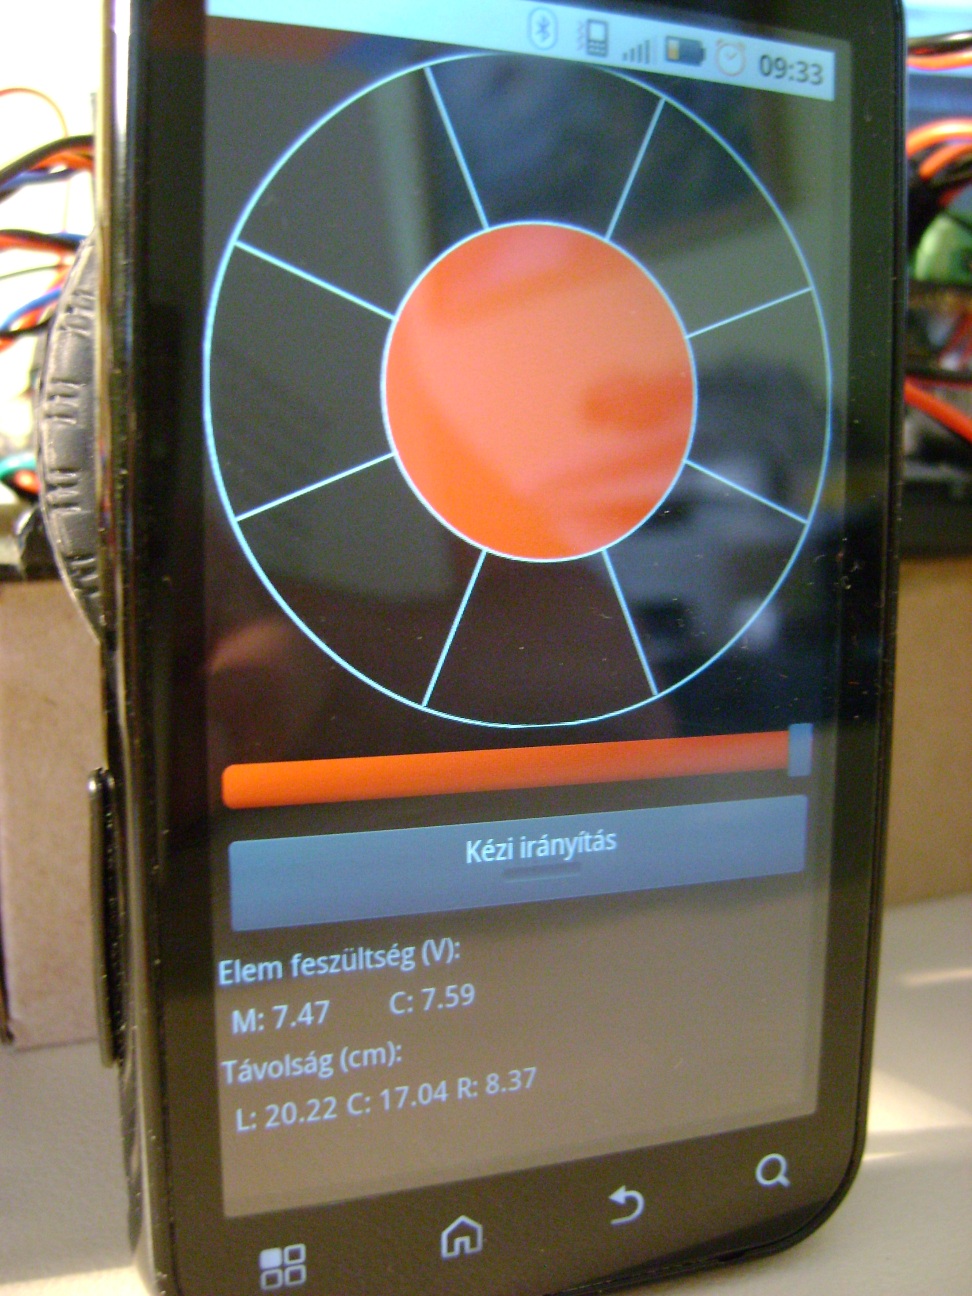 09:33
Kézi irányítás
Elem feszültség (V):
M: 7.47 C: 7.59
Távolság (cm):
L: 20.22 C: 17.04 R: 8.37